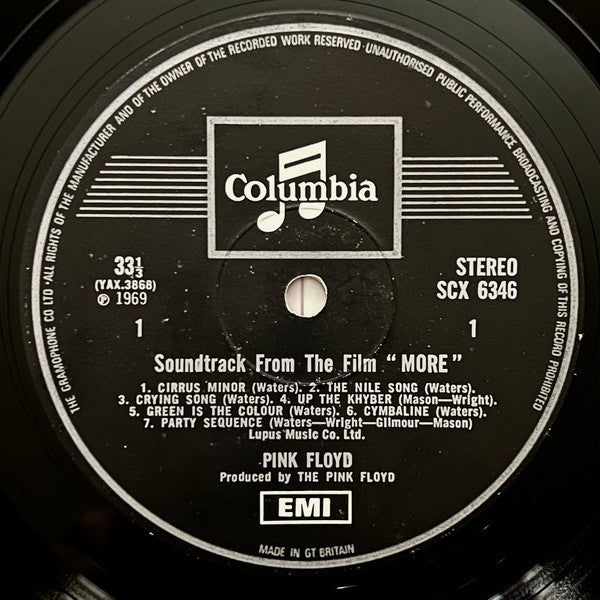 THE GRAMOPHONE CO LTD · ALL RIGHTS OF THE MANUFACTURER AND OF THE OWNER OF THE RECORDED WORK RESERVED · UNAUTHORISED PUBLIC PERFORMANCE BROADCASTING AND COPYING OF THIS RECORD PROHIBITED
Columbia
33⅓
(YAX.3868)
℗ 1969
STEREO
SCX 6346
1 1
Soundtrack From The Film “MORE”
1. CIRRUS MINOR (Waters). 2. THE NILE SONG (Waters).
3. CRYING SONG (Waters). 4. UP THE KHYBER (Mason—Wright).
5. GREEN IS THE COLOUR (Waters). 6. CYMBALINE (Waters).
7. PARTY SEQUENCE (Waters—Wright—Gilmour—Mason)
Lupus Music Co. Ltd.
PINK FLOYD
Produced by THE PINK FLOYD
EMI
MADE IN GT BRITAIN